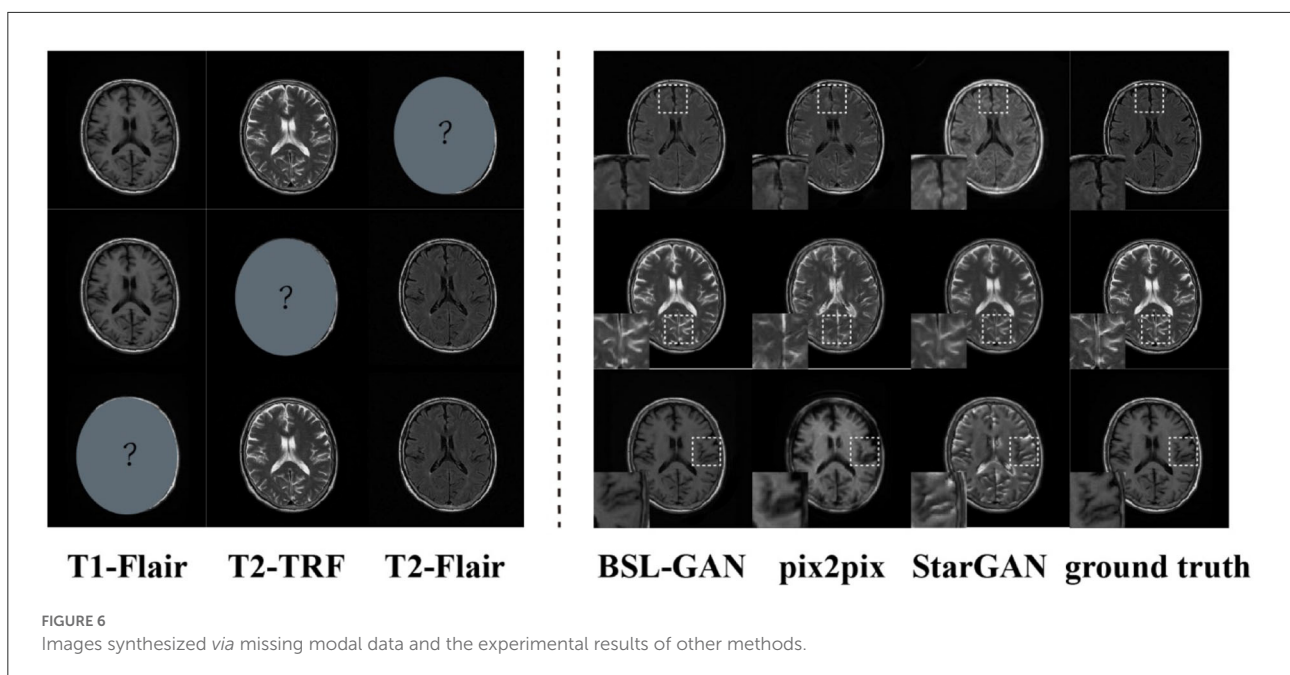 ?
?
?
T1-Flair T2-TRF T2-Flair BSL-GAN pix2pix StarGAN ground truth
FIGURE 6
Images synthesized via missing modal data and the experimental results of other methods.